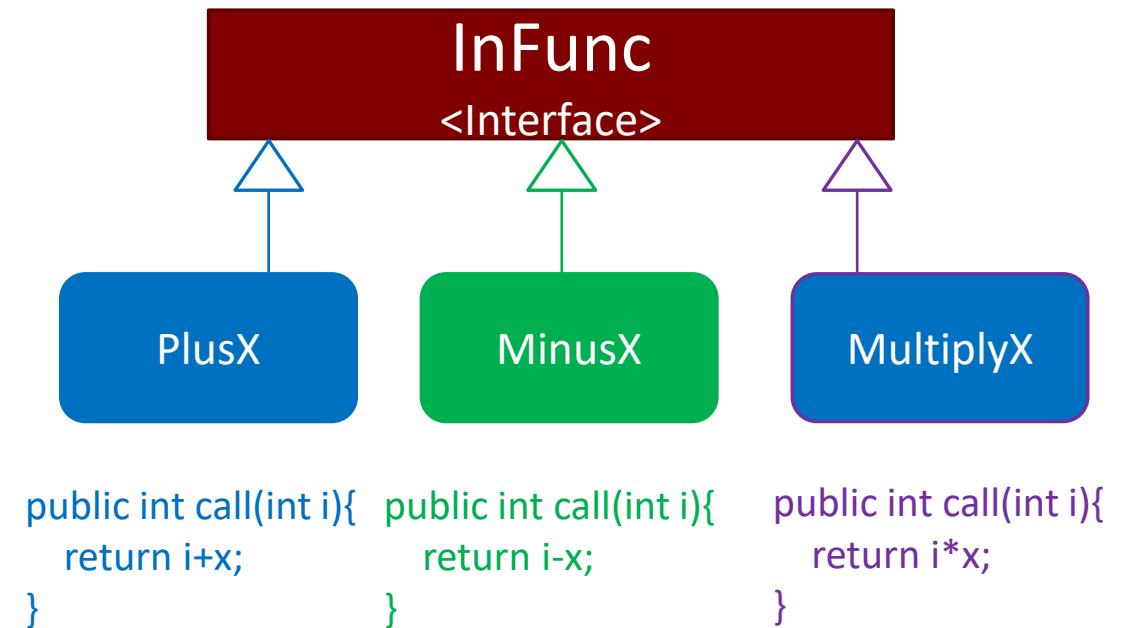 InFunc
<Interface>
PlusX
MinusX
MultiplyX
public int call(int i){
return i+x;
}
public int call(int i){
return i-x;
}
public int call(int i){
return i*x;
}